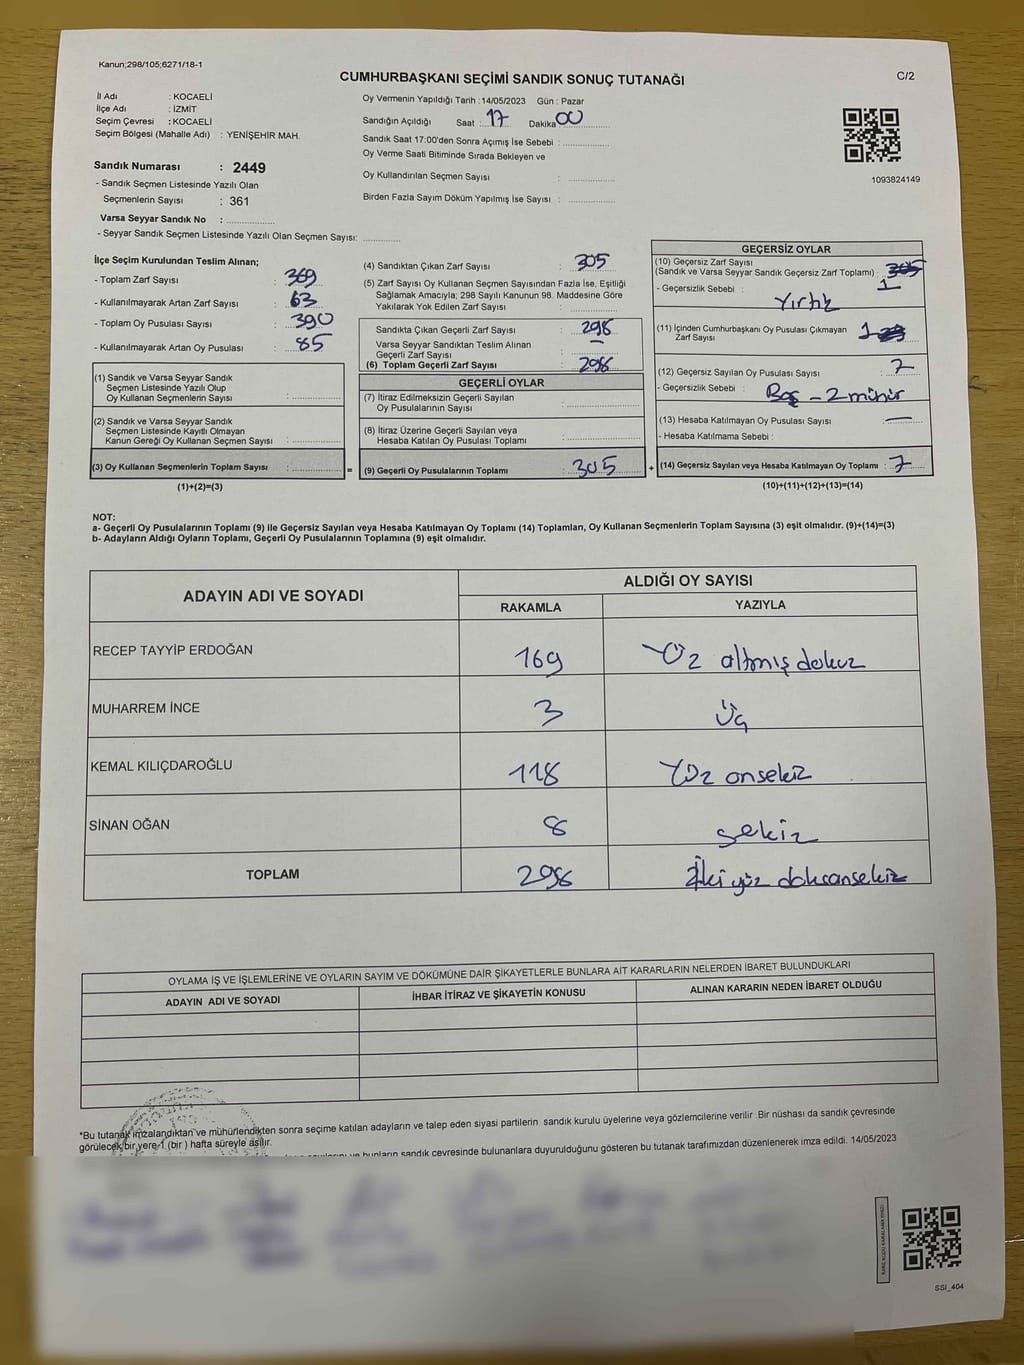 Kanun;298/105;6271/18-1
CUMHURBAŞKANI SEÇİMİ SANDIK SONUÇ TUTANAĞI
C/2
İl Adı : KOCAELİ
İlçe Adı : İZMİT
Seçim Çevresi : KOCAELİ
Seçim Bölgesi (Mahalle Adı) : YENİŞEHİR MAH.
Sandık Numarası : 2449
- Sandık Seçmen Listesinde Yazılı Olan
Seçmenlerin Sayısı : 361
Varsa Seyyar Sandık No :
- Seyyar Sandık Seçmen Listesinde Yazılı Olan Seçmen Sayısı:
Oy Vermenin Yapıldığı Tarih : 14/05/2023 Gün : Pazar
Sandığın Açıldığı Saat : 17 Dakika 00
Sandık Saat 17:00'den Sonra Açımış İse Sebebi :
Oy Verme Saati Bitiminde Sırada Bekleyen ve
Oy Kullandırılan Seçmen Sayısı :
Birden Fazla Sayım Döküm Yapılmış İse Sayısı :
1093824149
İlçe Seçim Kurulundan Teslim Alınan;
- Toplam Zarf Sayısı : 369
- Kullanılmayarak Artan Zarf Sayısı : 63
- Toplam Oy Pusulası Sayısı : 390
- Kullanılmayarak Artan Oy Pusulası : 85
(1) Sandık ve Varsa Seyyar Sandık
Seçmen Listesinde Yazılı Olup
Oy Kullanan Seçmenlerin Sayısı :
(2) Sandık ve Varsa Seyyar Sandık
Seçmen Listesinde Kayıtlı Olmayan
Kanun Gereği Oy Kullanan Seçmen Sayısı :
(3) Oy Kullanan Seçmenlerin Toplam Sayısı : =
(1)+(2)=(3)
(4) Sandıktan Çıkan Zarf Sayısı : 305
(5) Zarf Sayısı Oy Kullanan Seçmen Sayısından Fazla İse, Eşitliği
Sağlamak Amacıyla; 298 Sayılı Kanunun 98. Maddesine Göre
Yakılarak Yok Edilen Zarf Sayısı :
Sandıkta Çıkan Geçerli Zarf Sayısı : 298
Varsa Seyyar Sandıktan Teslim Alınan
Geçerli Zarf Sayısı : –
(6) Toplam Geçerli Zarf Sayısı : 298
GEÇERLİ OYLAR
(7) İtiraz Edilmeksizin Geçerli Sayılan
Oy Pusulalarının Sayısı :
(8) İtiraz Üzerine Geçerli Sayılan veya
Hesaba Katılan Oy Pusulası Toplamı :
(9) Geçerli Oy Pusulalarının Toplamı : 305 +
GEÇERSİZ OYLAR
(10) Geçersiz Zarf Sayısı
(Sandık ve Varsa Seyyar Sandık Geçersiz Zarf Toplamı) :
1
- Geçersizlik Sebebi : Yırtık
(11) İçinden Cumhurbaşkanı Oy Pusulası Çıkmayan
Zarf Sayısı : 1
(12) Geçersiz Sayılan Oy Pusulası Sayısı : 7
- Geçersizlik Sebebi : Boş - 2 mühür
(13) Hesaba Katılmayan Oy Pusulası Sayısı : –
- Hesaba Katılmama Sebebi :
(14) Geçersiz Sayılan veya Hesaba Katılmayan Oy Toplamı : 7
(10)+(11)+(12)+(13)=(14)
NOT:
a- Geçerli Oy Pusulalarının Toplamı (9) ile Geçersiz Sayılan veya Hesaba Katılmayan Oy Toplamı (14) Toplamları, Oy Kullanan Seçmenlerin Toplam Sayısına (3) eşit olmalıdır. (9)+(14)=(3)
b- Adayların Aldığı Oyların Toplamı, Geçerli Oy Pusulalarının Toplamına (9) eşit olmalıdır.
ADAYIN ADI VE SOYADI
ALDIĞI OY SAYISI
RAKAMLA YAZIYLA
RECEP TAYYİP ERDOĞAN 169 Yüz altmış dokuz
MUHARREM İNCE 3 Üç
KEMAL KILIÇDAROĞLU 118 Yüz onsekiz
SİNAN OĞAN 8 sekiz
TOPLAM 298 İki yüz doksansekiz
OYLAMA İŞ VE İŞLEMLERİNE VE OYLARIN SAYIM VE DÖKÜMÜNE DAİR ŞİKAYETLERLE BUNLARA AİT KARARLARIN NELERDEN İBARET BULUNDUKLARI
ADAYIN ADI VE SOYADI İHBAR İTİRAZ VE ŞİKAYETİN KONUSU ALINAN KARARIN NEDEN İBARET OLDUĞU
*Bu tutanak imzalandıktan ve mühürlendikten sonra seçime katılan adayların ve talep eden siyasi partilerin sandık kurulu üyelerine veya gözlemcilerine verilir Bir nüshası da sandık çevresinde
görülecek bir yere 1 (bir ) hafta süreyle asılır.
ve bunların sandık çevresinde bulunanlara duyurulduğunu gösteren bu tutanak tarafımızdan düzenlenerek imza edildi. 14/05/2023
SSI_404